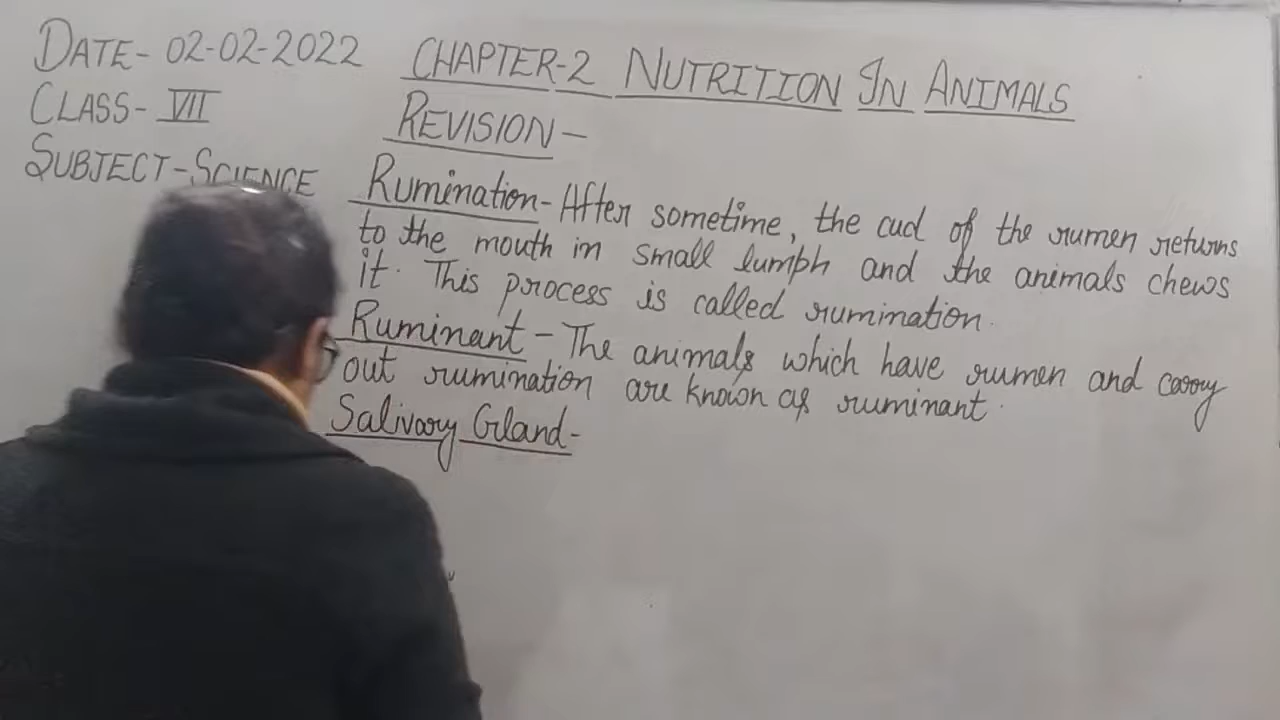 DATE- 02-02-2022
CLASS- VII
SUBJECT-SCIENCE
CHAPTER-2 NUTRITION IN ANIMALS
REVISION-
Rumination- After sometime, the cud of the rumen returns
to the mouth in small lumph and the animals chews
it. This process is called rumination.
Ruminant - The animals which have rumen and carry
out rumination are known as ruminant.
Salivary Gland-